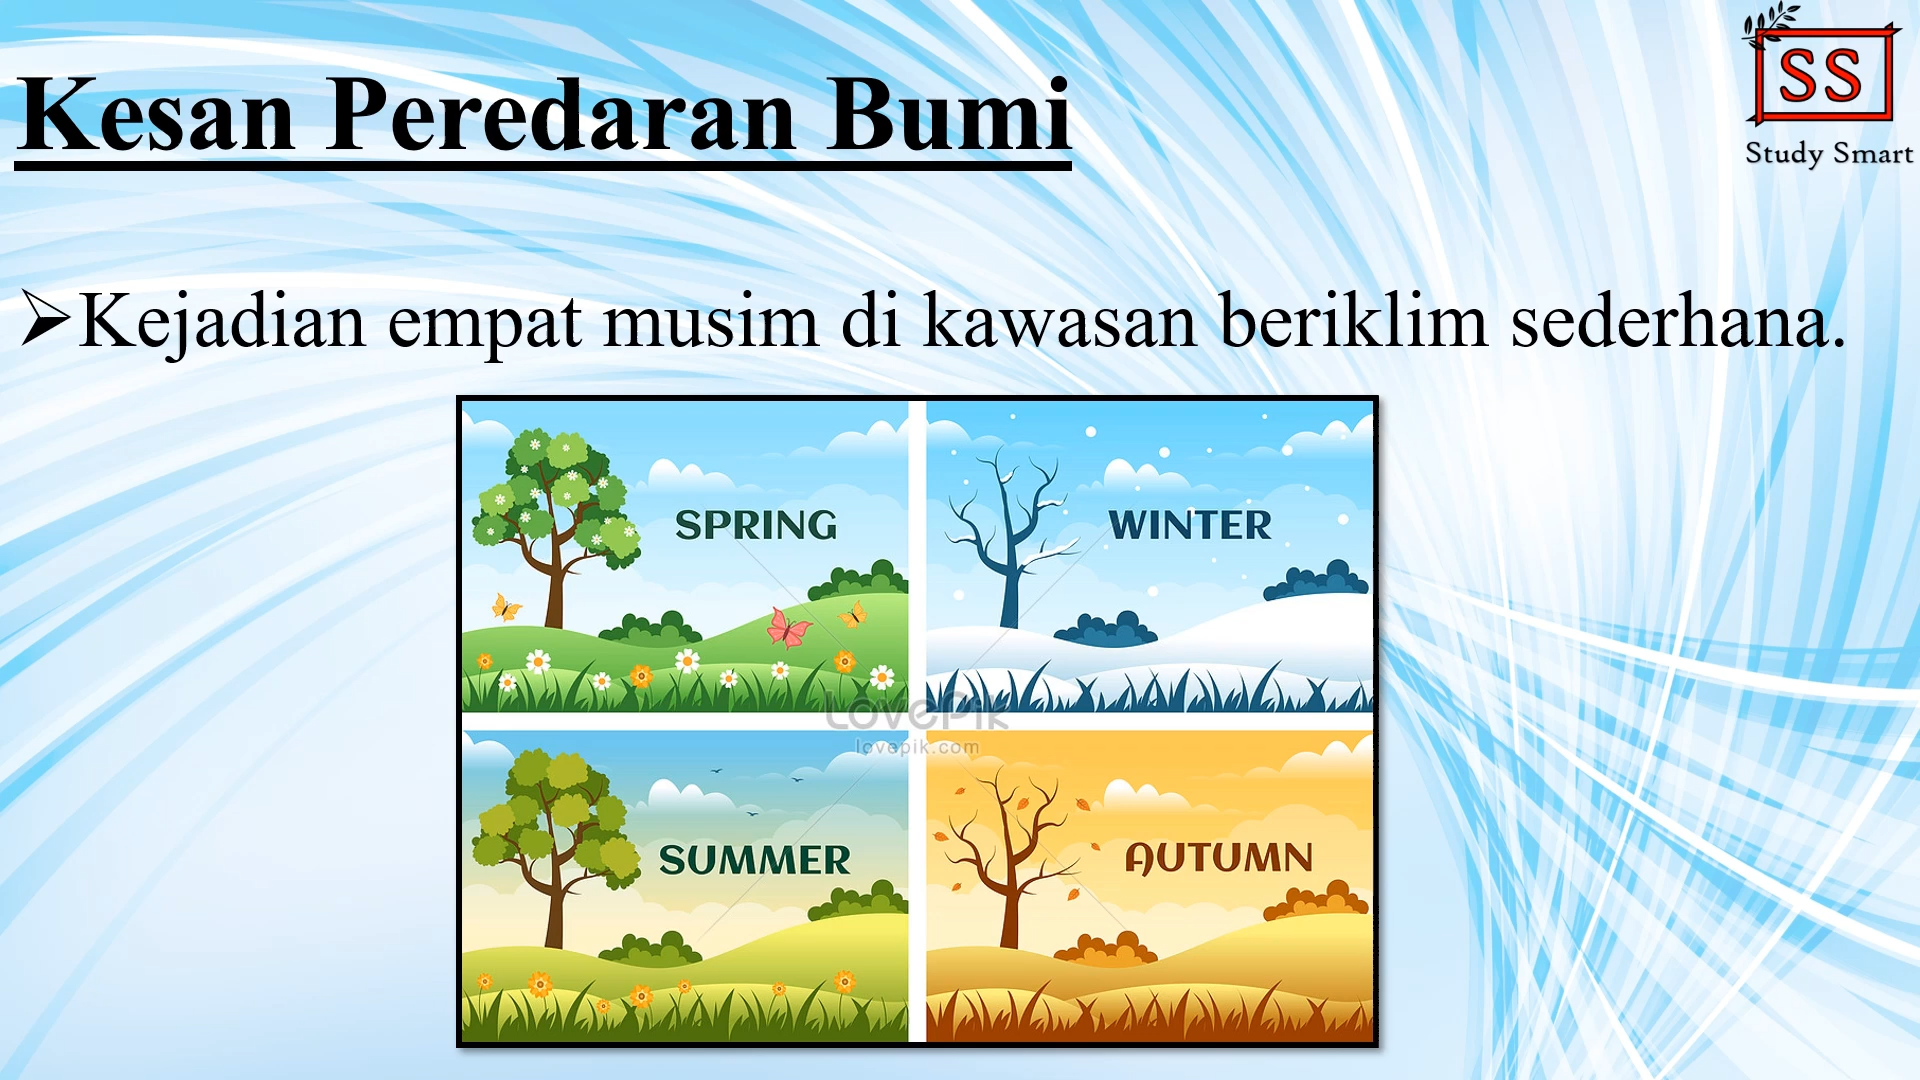 SS
Study Smart
Kesan Peredaran Bumi
Kejadian empat musim di kawasan beriklim sederhana.
SPRING
WINTER
LovePik
lovepik.com
SUMMER
AUTUMN